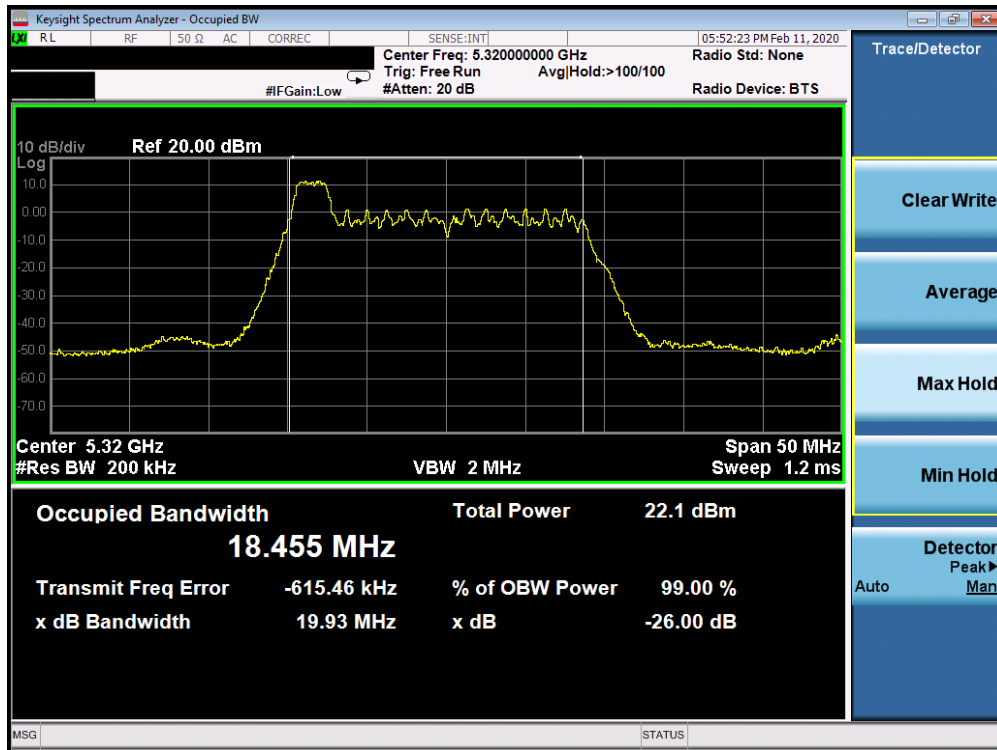 Keysight Spectrum Analyzer - Occupied BW
LXI RL RF 50 Ω AC CORREC SENSE:INT 05:52:23 PM Feb 11, 2020
Center Freq: 5.320000000 GHz Radio Std: None
Trig: Free Run Avg|Hold:>100/100
#IFGain:Low #Atten: 20 dB Radio Device: BTS
Trace/Detector
10 dB/div Ref 20.00 dBm
Log
10.0
0.00
-10.0
-20.0
-30.0
-40.0
-50.0
-60.0
-70.0
Center 5.32 GHz Span 50 MHz
#Res BW 200 kHz VBW 2 MHz Sweep 1.2 ms
Occupied Bandwidth Total Power 22.1 dBm
18.455 MHz
Transmit Freq Error -615.46 kHz % of OBW Power 99.00 %
x dB Bandwidth 19.93 MHz x dB -26.00 dB
Clear Write
Average
Max Hold
Min Hold
Detector
Peak▶
Auto Man
MSG STATUS